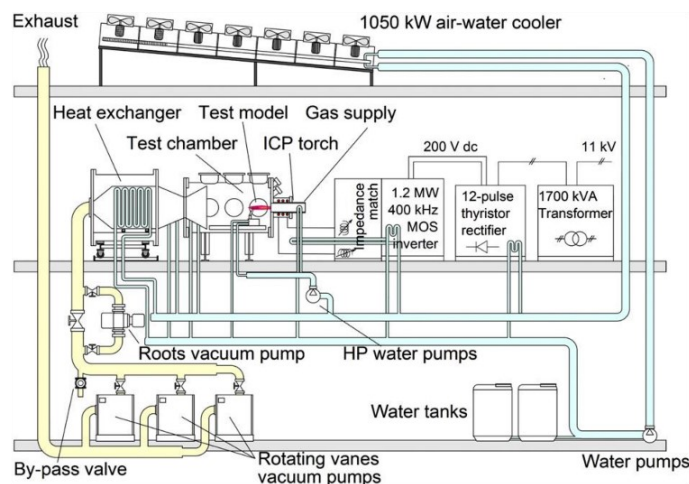 Exhaust
1050 kW air-water cooler
Heat exchanger
Test model
Gas supply
Test chamber
ICP torch
200 V dc
11 kV
Impedance
match
1.2 MW
400 kHz
MOS
inverter
12-pulse
thyristor
rectifier
1700 kVA
Transformer
Roots vacuum pump
HP water pumps
Water tanks
By-pass valve
Rotating vanes
vacuum pumps
Water pumps